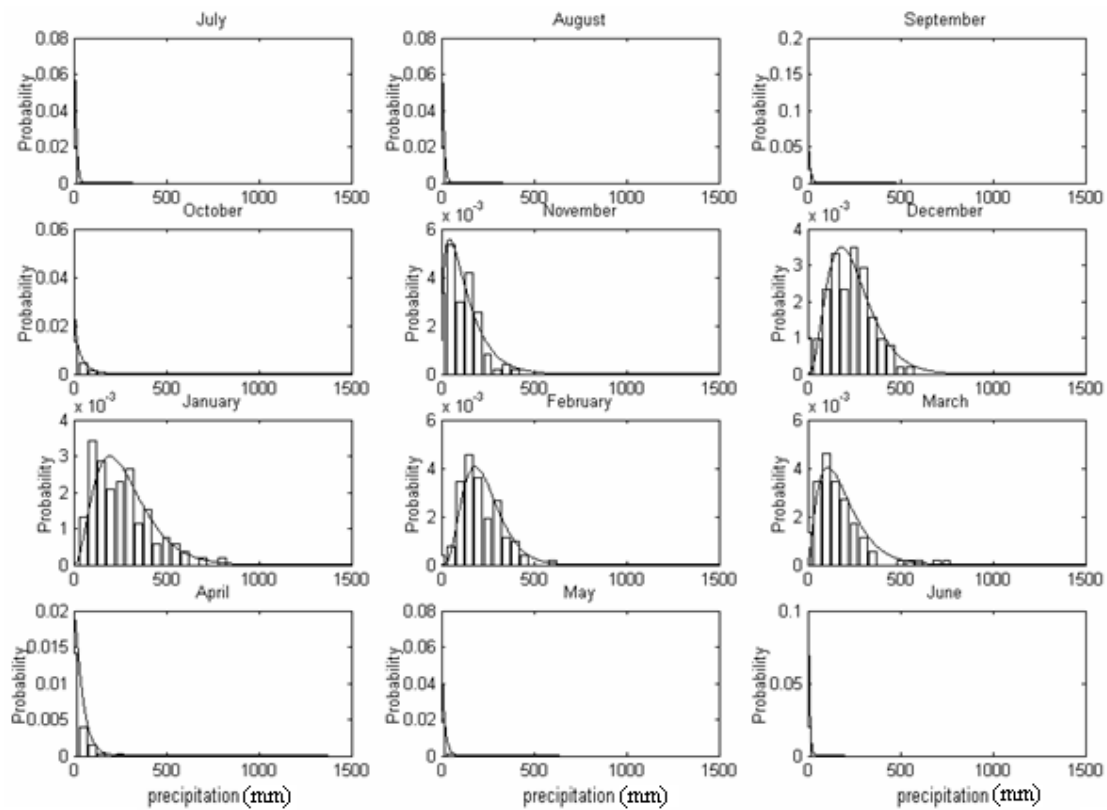 July August September
0.08 0.08 0.2
0.06 0.06 0.15
0.04 0.04 0.1
0.02 0.02 0.05
0 0 0
Probability Probability Probability
0 500 1000 1500 0 500 1000 1500 0 500 1000 1500
October November December
x 10⁻³ x 10⁻³
0.06 6 4
0.04 4 3
0.02 2 2
0 0 1
0
Probability Probability Probability
0 500 1000 1500 0 500 1000 1500 0 500 1000 1500
January February March
x 10⁻³ x 10⁻³ x 10⁻³
4 6 6
3 4 4
2 2 2
1 0 0
0
Probability Probability Probability
0 500 1000 1500 0 500 1000 1500 0 500 1000 1500
April May June
0.02 0.08 0.1
0.015 0.06 0.05
0.01 0.04 0
0.005 0.02
0 0
Probability Probability Probability
0 500 1000 1500 0 500 1000 1500 0 500 1000 1500
precipitation (mm) precipitation (mm) precipitation (mm)